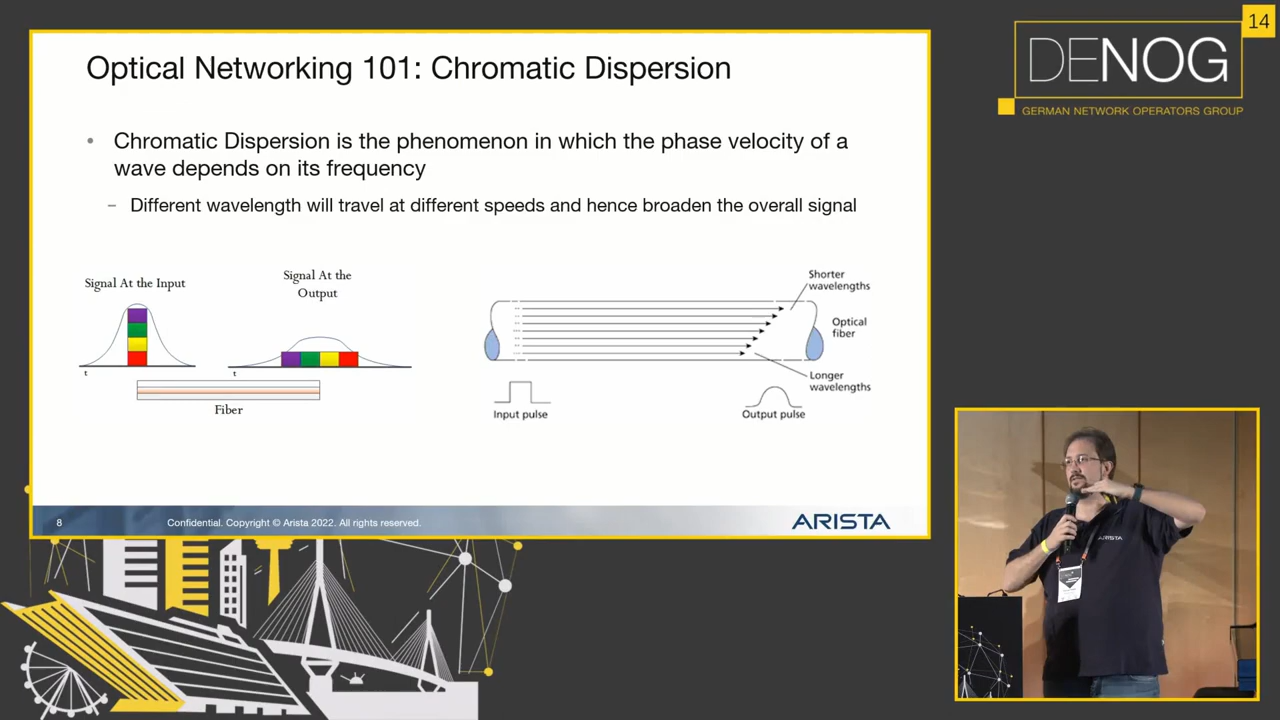 Optical Networking 101: Chromatic Dispersion
• Chromatic Dispersion is the phenomenon in which the phase velocity of a
wave depends on its frequency
– Different wavelength will travel at different speeds and hence broaden the overall signal
Signal At the Input
Signal At the
Output
t
t
Fiber
Shorter
wavelengths
Optical
fiber
Longer
wavelengths
Input pulse
Output pulse
8
Confidential. Copyright © Arista 2022. All rights reserved.
ARISTA
14
DENOG
GERMAN NETWORK OPERATORS GROUP
ARISTA